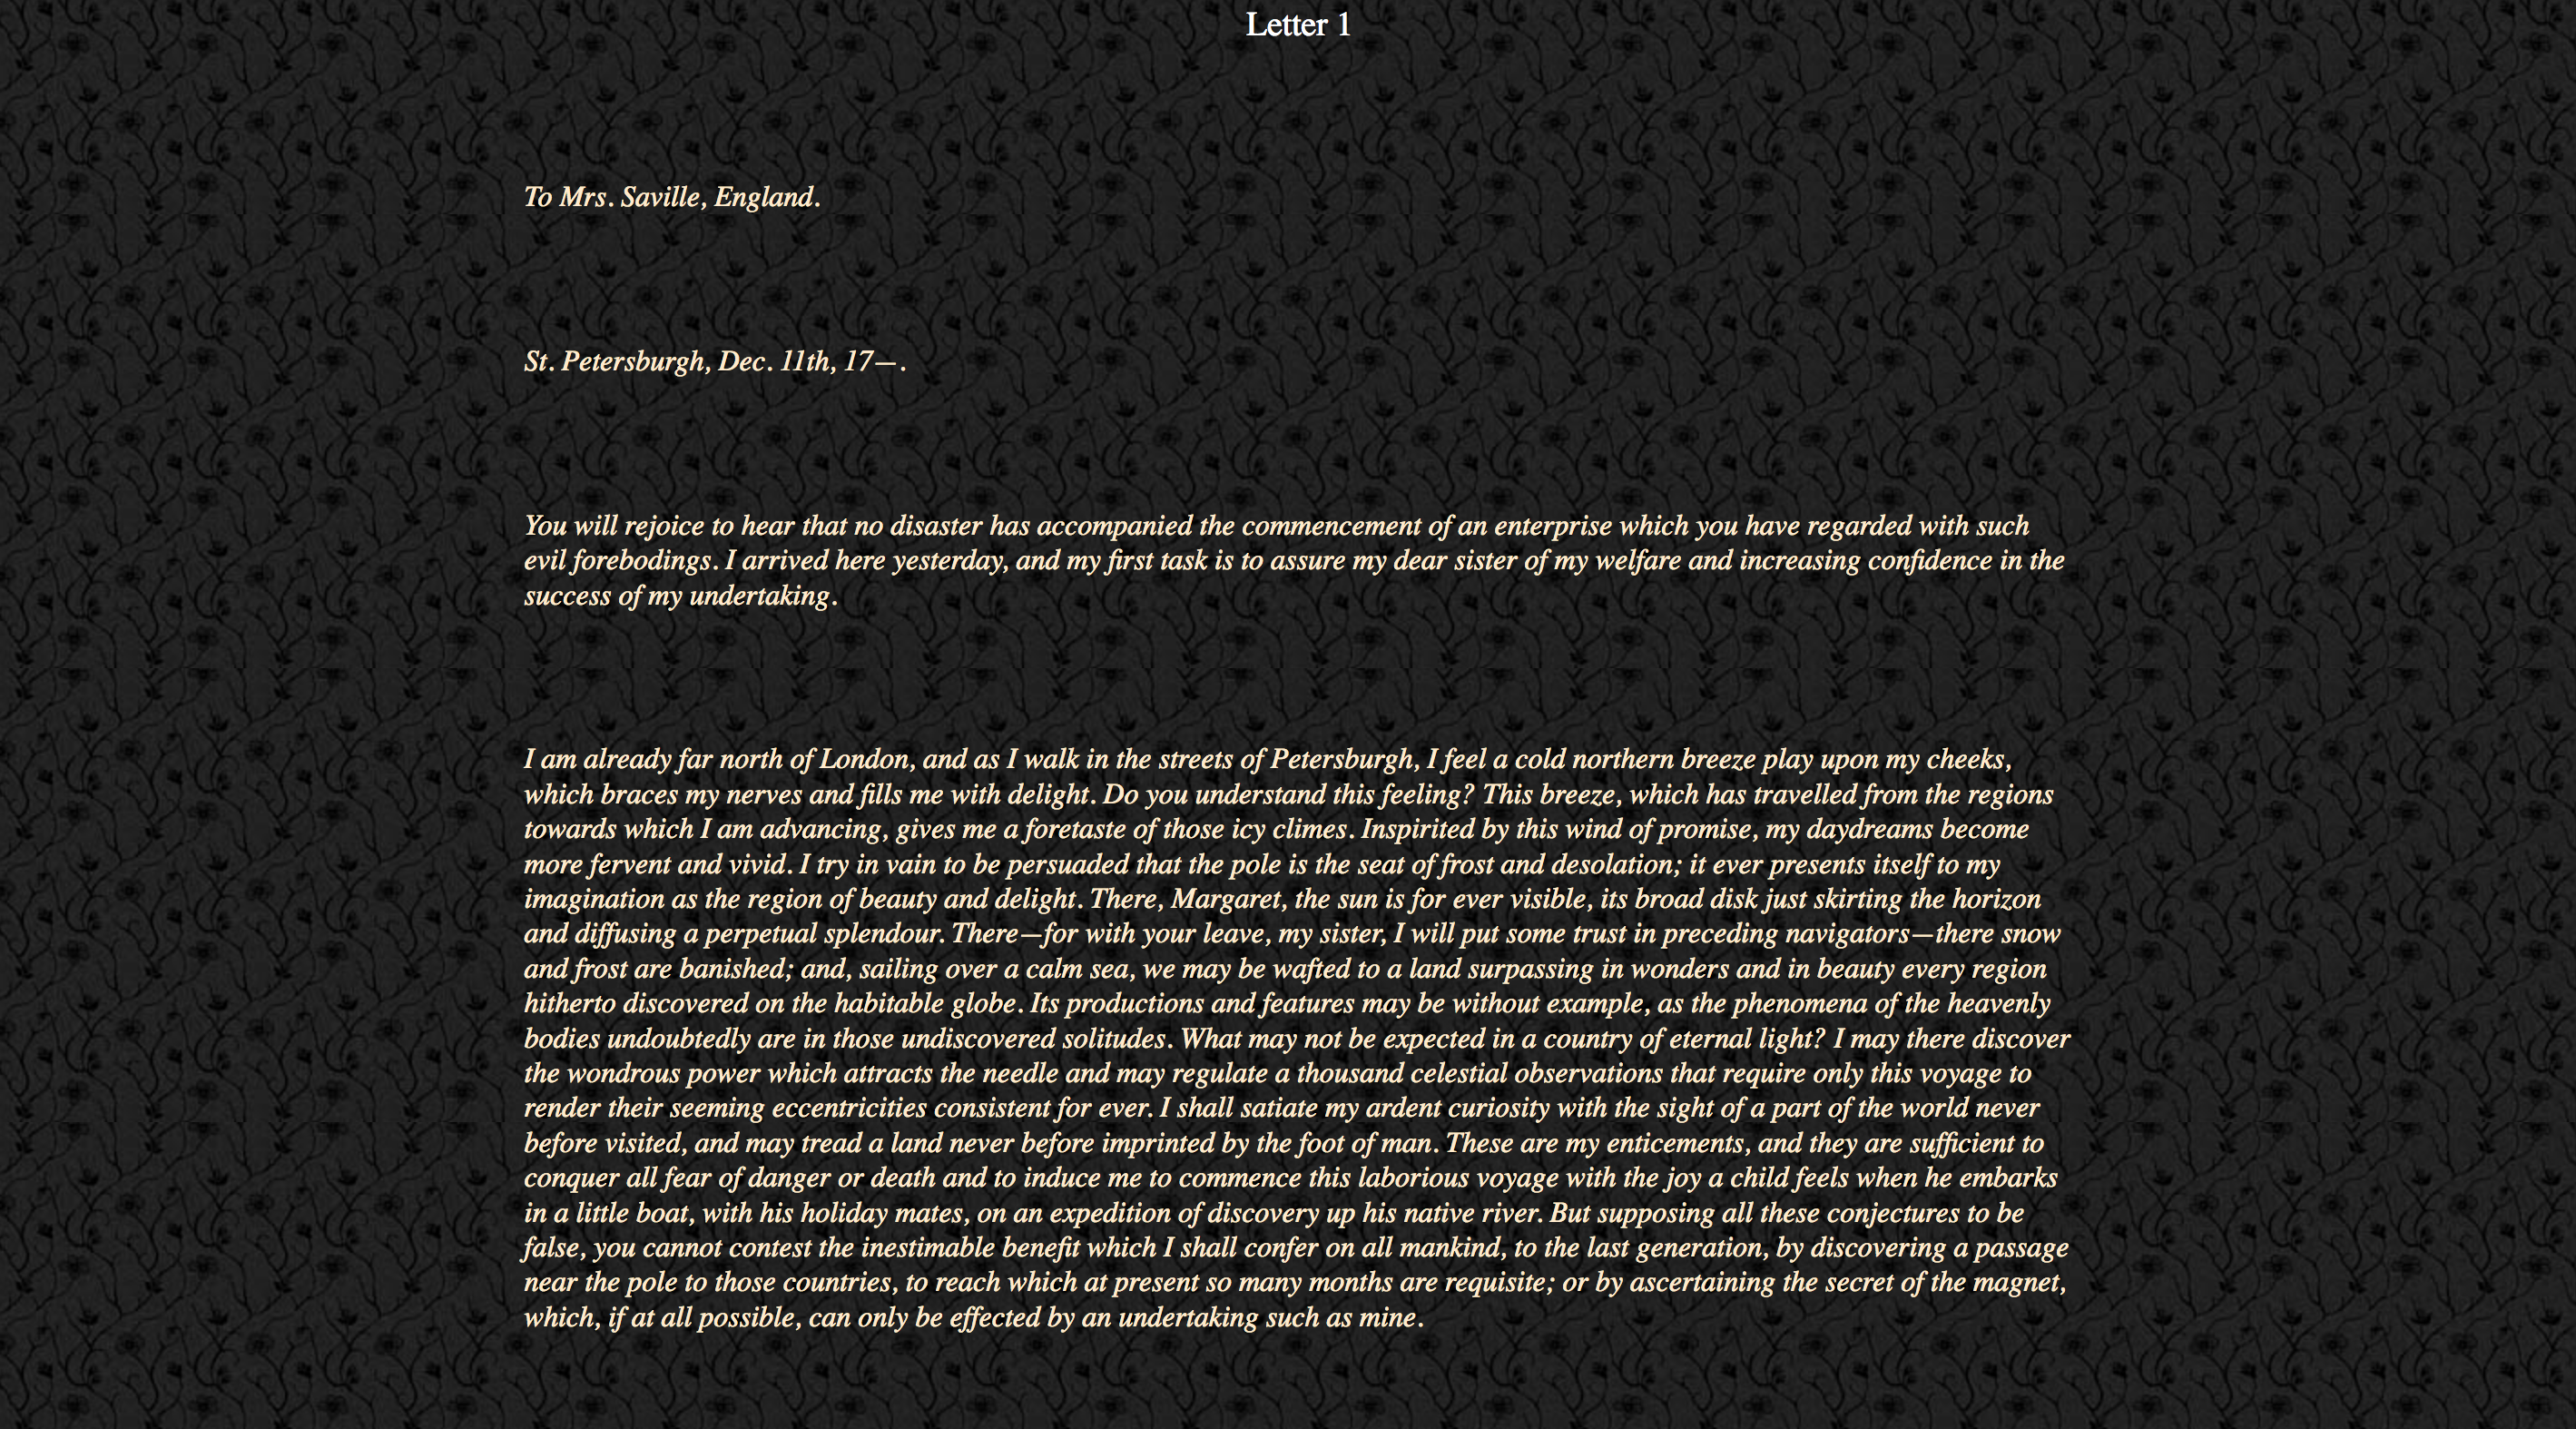 Letter 1
To Mrs. Saville, England.
St. Petersburgh, Dec. 11th, 17—.
You will rejoice to hear that no disaster has accompanied the commencement of an enterprise which you have regarded with such
evil forebodings. I arrived here yesterday, and my first task is to assure my dear sister of my welfare and increasing confidence in the
success of my undertaking.
I am already far north of London, and as I walk in the streets of Petersburgh, I feel a cold northern breeze play upon my cheeks,
which braces my nerves and fills me with delight. Do you understand this feeling? This breeze, which has travelled from the regions
towards which I am advancing, gives me a foretaste of those icy climes. Inspirited by this wind of promise, my daydreams become
more fervent and vivid. I try in vain to be persuaded that the pole is the seat of frost and desolation; it ever presents itself to my
imagination as the region of beauty and delight. There, Margaret, the sun is for ever visible, its broad disk just skirting the horizon
and diffusing a perpetual splendour. There—for with your leave, my sister, I will put some trust in preceding navigators—there snow
and frost are banished; and, sailing over a calm sea, we may be wafted to a land surpassing in wonders and in beauty every region
hitherto discovered on the habitable globe. Its productions and features may be without example, as the phenomena of the heavenly
bodies undoubtedly are in those undiscovered solitudes. What may not be expected in a country of eternal light? I may there discover
the wondrous power which attracts the needle and may regulate a thousand celestial observations that require only this voyage to
render their seeming eccentricities consistent for ever. I shall satiate my ardent curiosity with the sight of a part of the world never
before visited, and may tread a land never before imprinted by the foot of man. These are my enticements, and they are sufficient to
conquer all fear of danger or death and to induce me to commence this laborious voyage with the joy a child feels when he embarks
in a little boat, with his holiday mates, on an expedition of discovery up his native river. But supposing all these conjectures to be
false, you cannot contest the inestimable benefit which I shall confer on all mankind, to the last generation, by discovering a passage
near the pole to those countries, to reach which at present so many months are requisite; or by ascertaining the secret of the magnet,
which, if at all possible, can only be effected by an undertaking such as mine.